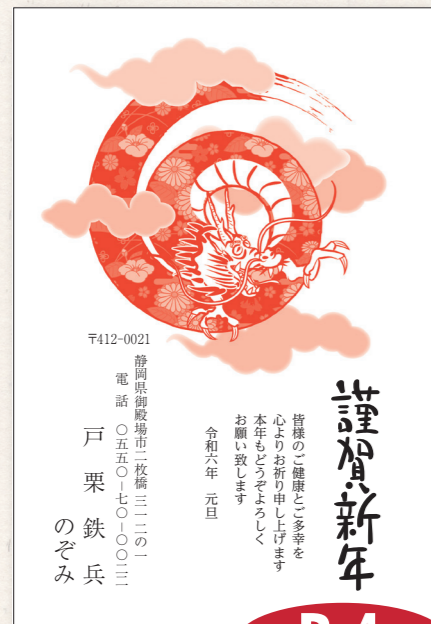 謹賀新年
皆様のご健康とご多幸を
心よりお祈り申し上げます
本年もどうぞよろしく
お願い致します
令和六年 元旦
〒412-0021
静岡県御殿場市二枚橋三一二の一
電話 〇五五〇－七〇－〇〇二二
戸栗鉄兵
のぞみ